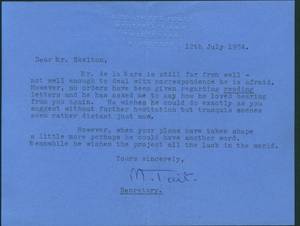 12th July 1954.
Dear Mr. Skelton,
Mr. de la Mare is still far from well -
not well enough to deal with correspondence he is afraid.
However, no orders have been given regarding reading
letters and he has asked me to say how he loved hearing
from you again. He wishes he could do exactly as you
suggest without further hesitation but tranquil scenes
seem rather distant just now.
However, when your plans have taken shape
a little more perhaps he could have another word.
Meanwhile he wishes the project all the luck in the world.
Yours sincerely,
Secretary.